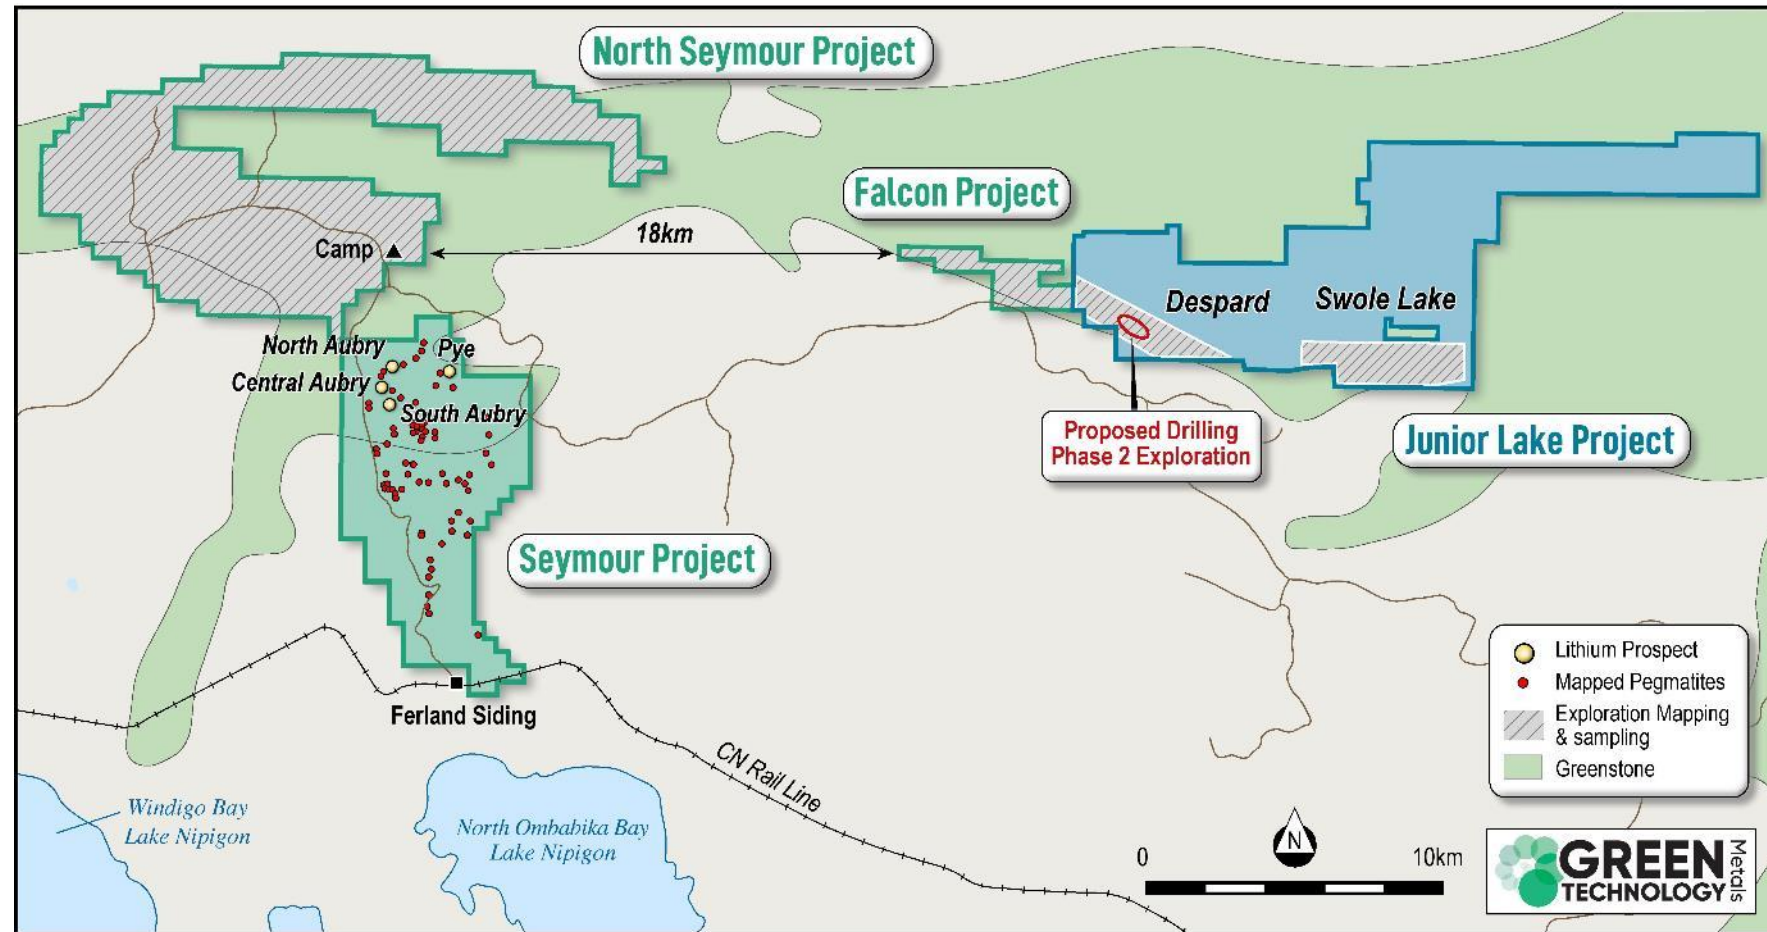 North Seymour Project
Falcon Project
Camp
18km
Despard
Swole Lake
North Aubry
Pye
Central Aubry
South Aubry
Proposed Drilling
Phase 2 Exploration
Junior Lake Project
Seymour Project
Ferland Siding
CN Rail Line
Windigo Bay
Lake Nipigon
North Ombabika Bay
Lake Nipigon
Lithium Prospect
Mapped Pegmatites
Exploration Mapping
& sampling
Greenstone
N
0 10km
GREEN
TECHNOLOGY
Metals